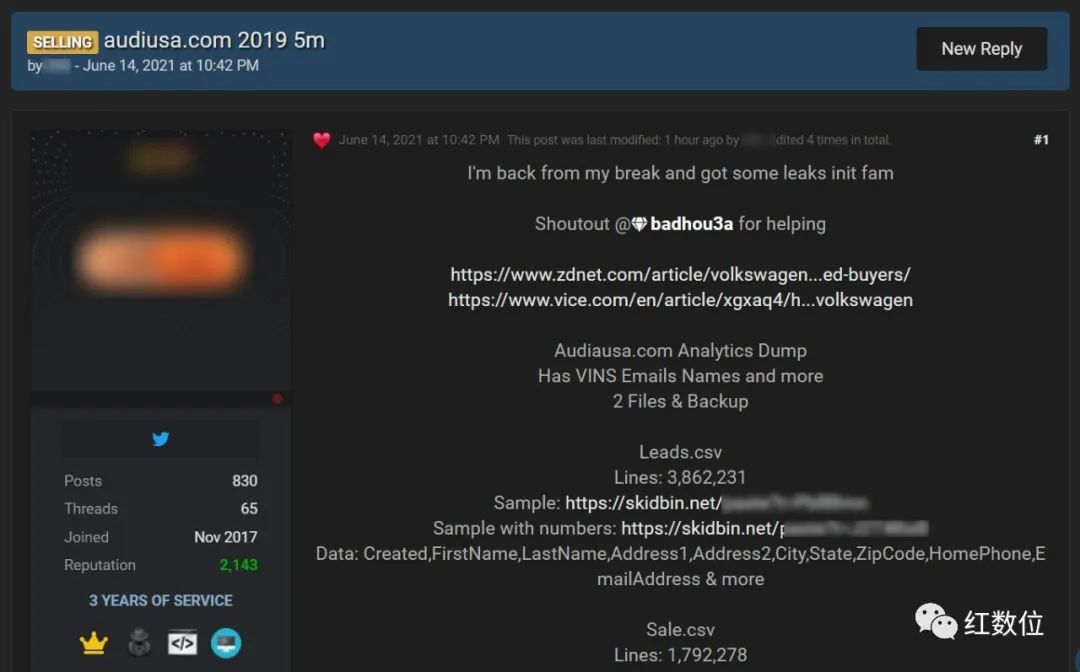 SELLING audiusa.com 2019 5m
by - June 14, 2021 at 10:42 PM
New Reply
June 14, 2021 at 10:42 PM This post was last modified: 1 hour ago by dited 4 times in total.
#1
I'm back from my break and got some leaks init fam
Shoutout @badhou3a for helping
https://www.zdnet.com/article/volkswagen...ed-buyers/
https://www.vice.com/en/article/xgxaq4/h...volkswagen
Audiausa.com Analytics Dump
Has VINS Emails Names and more
2 Files & Backup
Leads.csv
Lines: 3,862,231
Sample: https://skidbin.net/
Sample with numbers: https://skidbin.net/p
Data: Created,FirstName,LastName,Address1,Address2,City,State,ZipCode,HomePhone,E
mailAddress & more
Sale.csv
Lines: 1,792,278
Posts 830
Threads 65
Joined Nov 2017
Reputation 2,143
3 YEARS OF SERVICE
</>
红数位